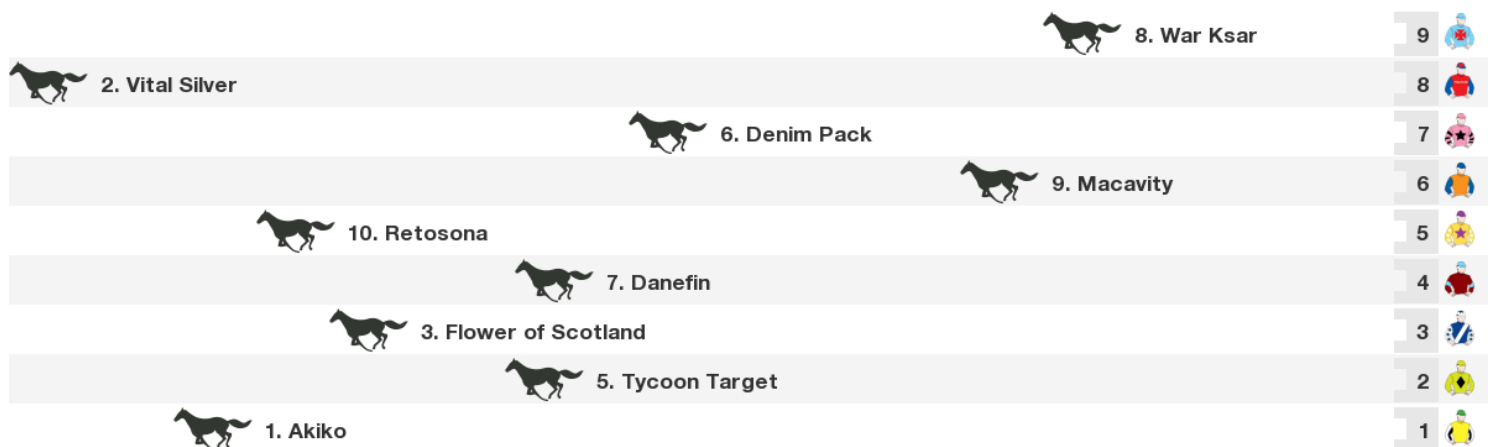 8. War Ksar 9
2. Vital Silver 8
6. Denim Pack 7
9. Macavity 6
10. Retosona 5
7. Danefin 4
3. Flower of Scotland 3
5. Tycoon Target 2
1. Akiko 1